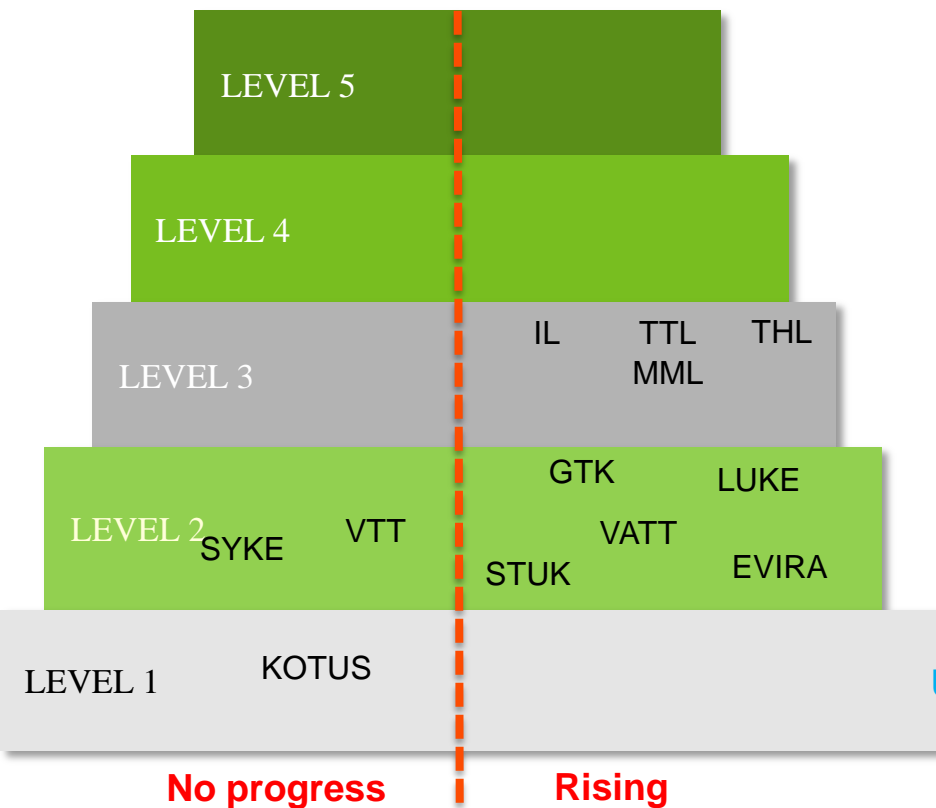 LEVEL 5
LEVEL 4
LEVEL 3
IL TTL THL
MML
LEVEL 2
SYKE VTT
GTK LUKE
VATT
STUK EVIRA
LEVEL 1
KOTUS
No progress Rising